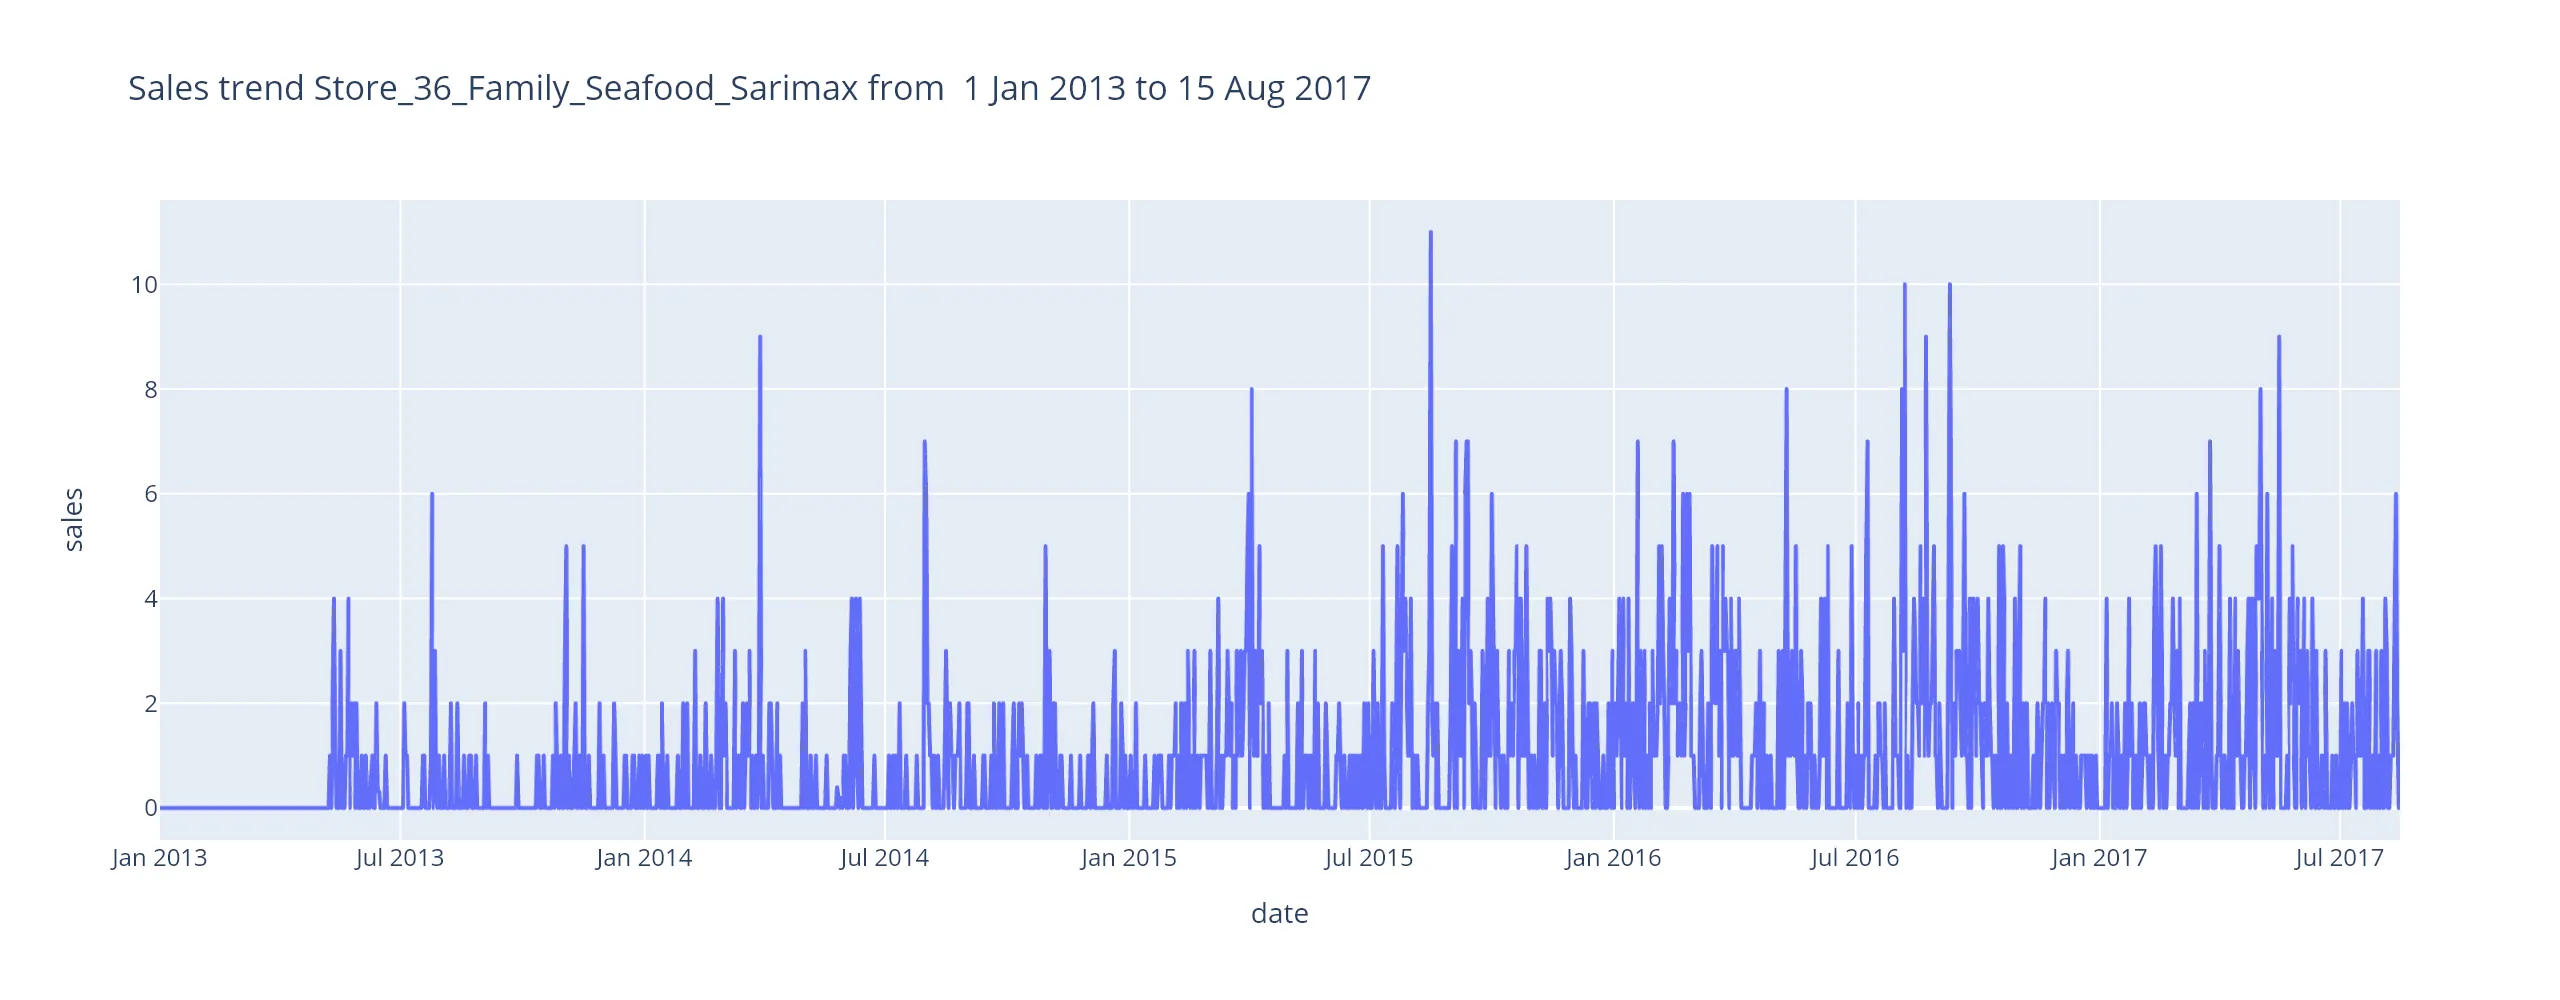 Sales trend Store_36_Family_Seafood_Sarimax from  1 Jan 2013 to 15 Aug 2017
10
8
6
4
2
0
sales
Jan 2013 Jul 2013 Jan 2014 Jul 2014 Jan 2015 Jul 2015 Jan 2016 Jul 2016 Jan 2017 Jul 2017
date